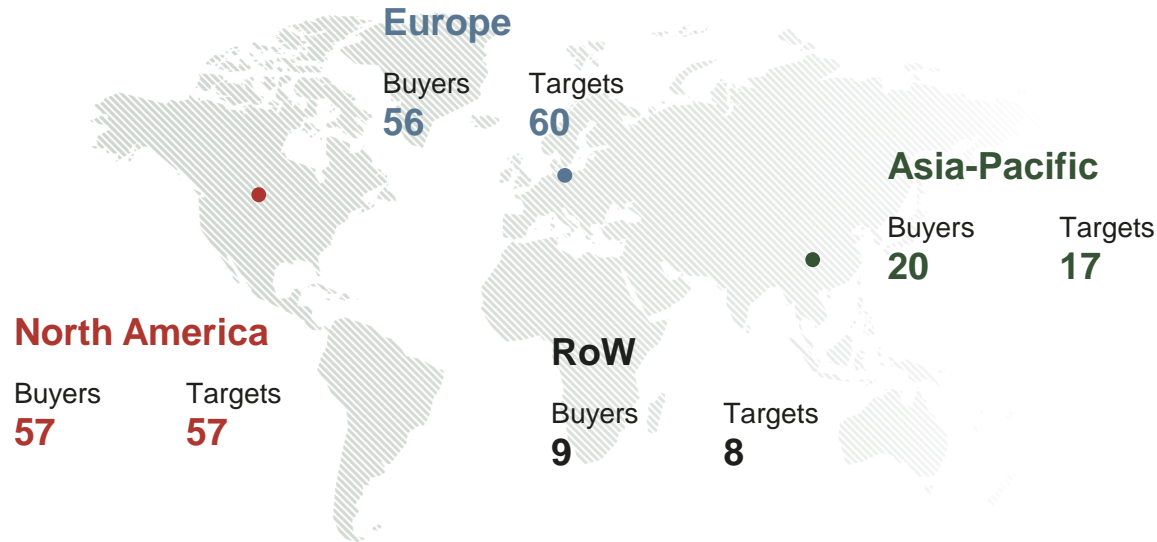 Europe
Buyers Targets
56 60
Asia-Pacific
Buyers Targets
20 17
North America
Buyers Targets
57 57
RoW
Buyers Targets
9 8